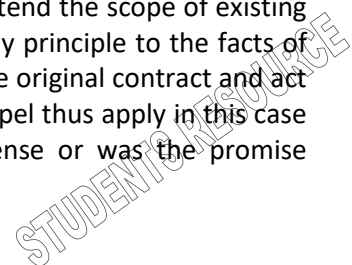 tend the scope of existing
y principle to the facts of
e original contract and act
pel thus apply in this case
ense or was the promise
STUDENTS RESOURCE